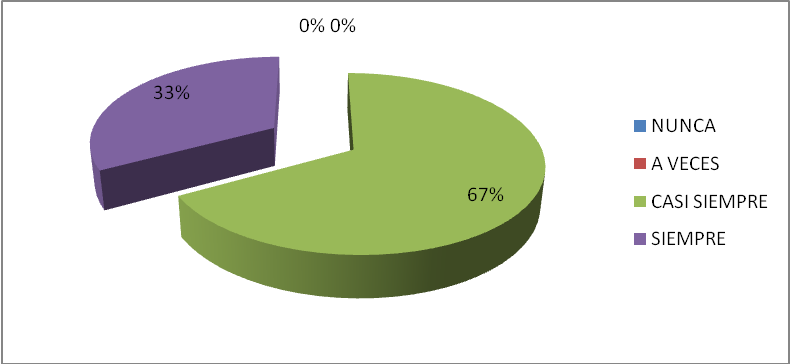 0% 0%
33%
67%
NUNCA
A VECES
CASI SIEMPRE
SIEMPRE